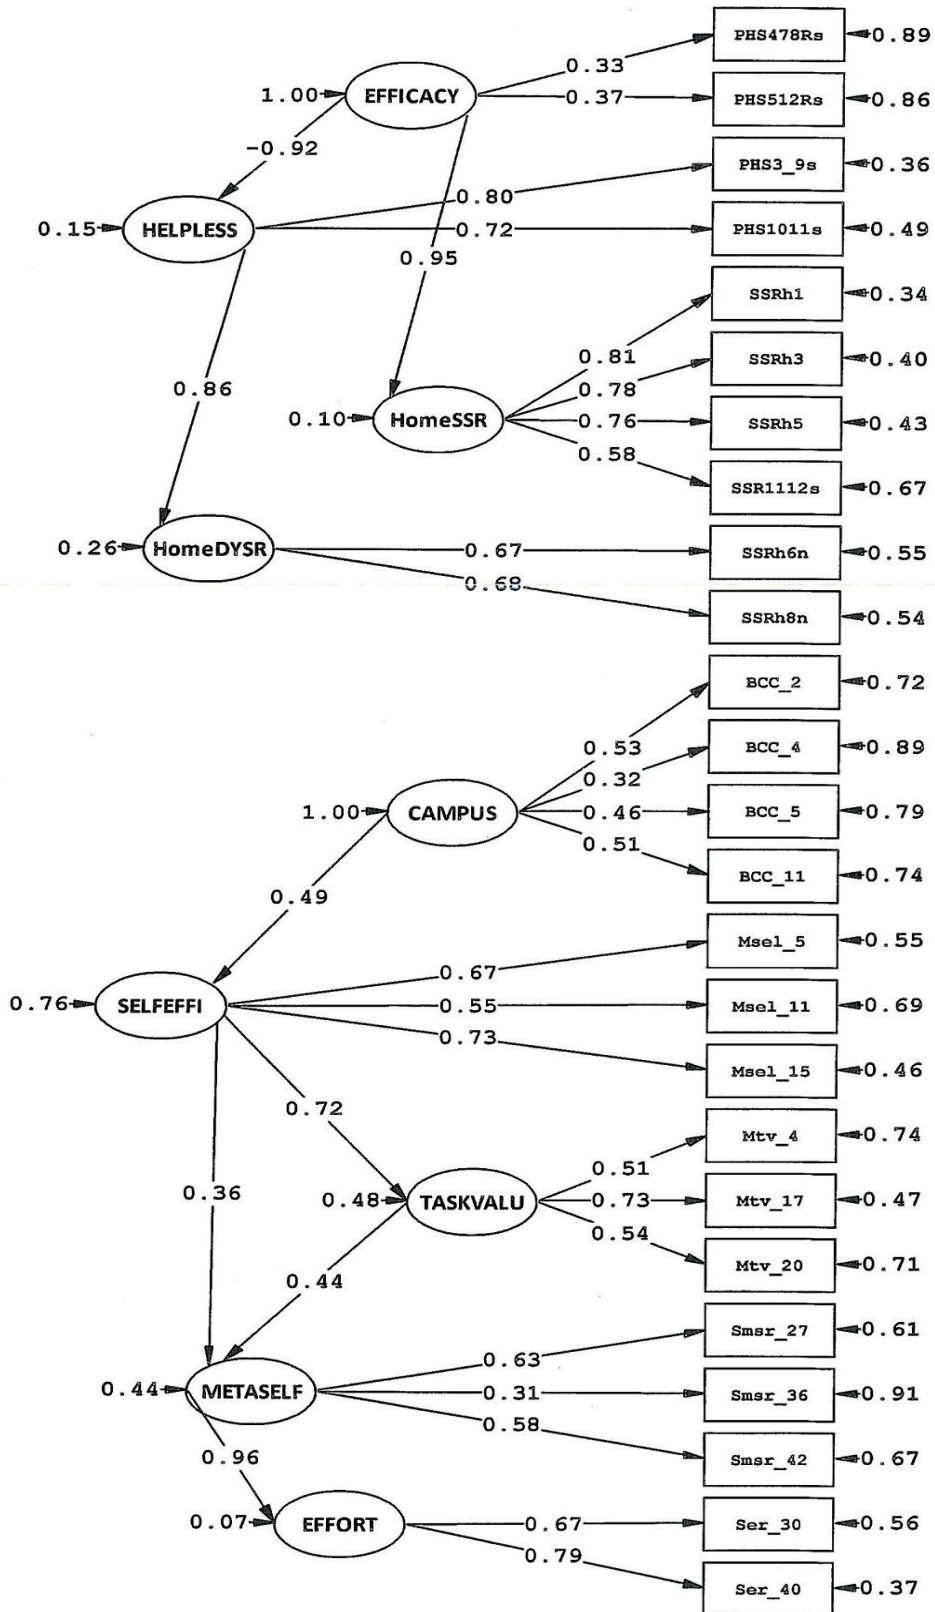 PHS478Rs 0.89
0.33
1.00 EFFICACY
0.37 PHS512Rs 0.86
-0.92
PHS3_9s 0.36
0.80
0.15 HELPLESS
0.72 PHS1011s 0.49
0.95
SSRh1 0.34
0.81
SSRh3 0.40
0.86
0.78
0.10 HomeSSR
0.76 SSRh5 0.43
0.58
SSR1112s 0.67
0.26 HomeDYSR
0.67 SSRh6n 0.55
0.68
SSRh8n 0.54
BCC_2 0.72
0.53
BCC_4 0.89
0.32
1.00 CAMPUS
0.46 BCC_5 0.79
0.51
BCC_11 0.74
0.49
Msel_5 0.55
0.67
0.76 SELFEFFI
0.55 Msel_11 0.69
0.73
Msel_15 0.46
0.72
Mtv_4 0.74
0.51
0.36
0.48 TASKVALU
0.73 Mtv_17 0.47
0.54
Mtv_20 0.71
0.44
Smsr_27 0.61
0.63
0.44 METASELF
0.31 Smsr_36 0.91
0.58
0.96
Smsr_42 0.67
0.07 EFFORT
0.67 Ser_30 0.56
0.79
Ser_40 0.37